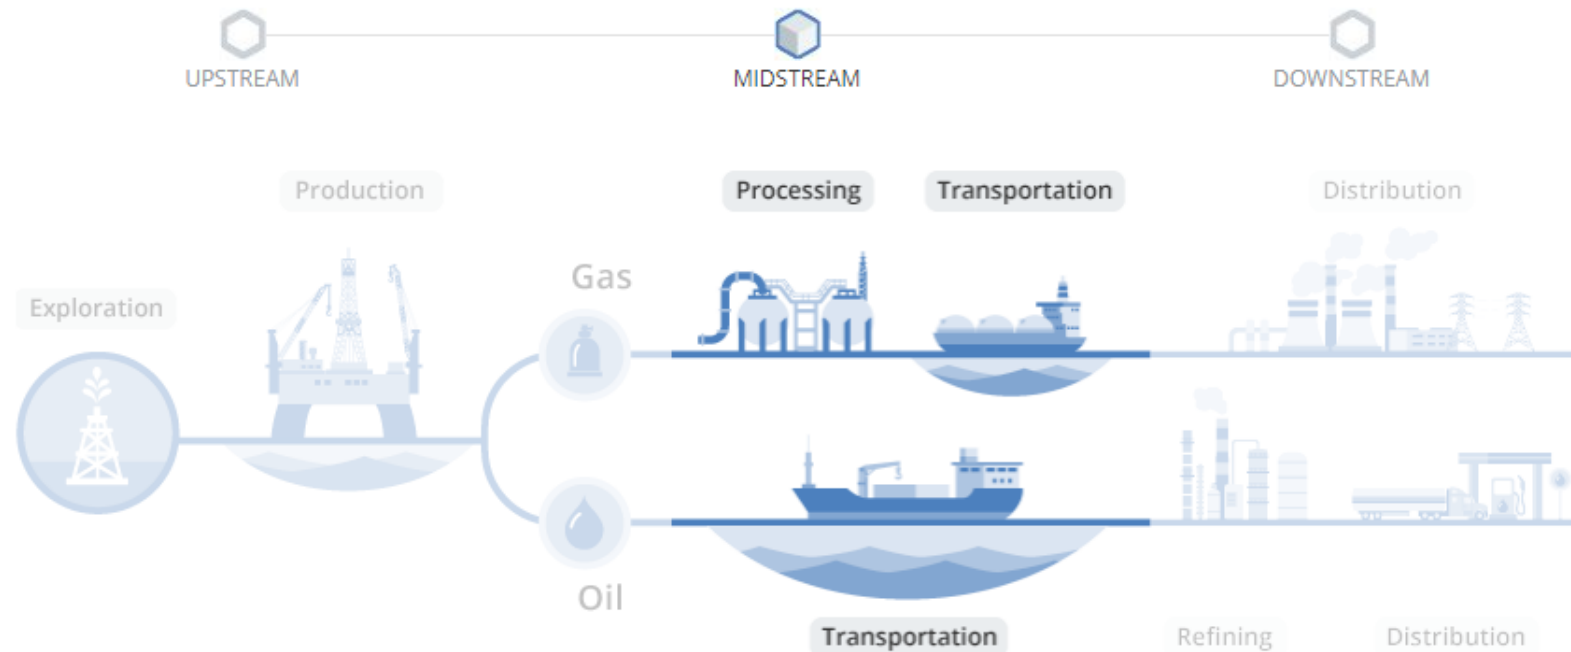 UPSTREAM
MIDSTREAM
DOWNSTREAM
Production
Processing
Transportation
Distribution
Gas
Exploration
Oil
Transportation
Refining
Distribution